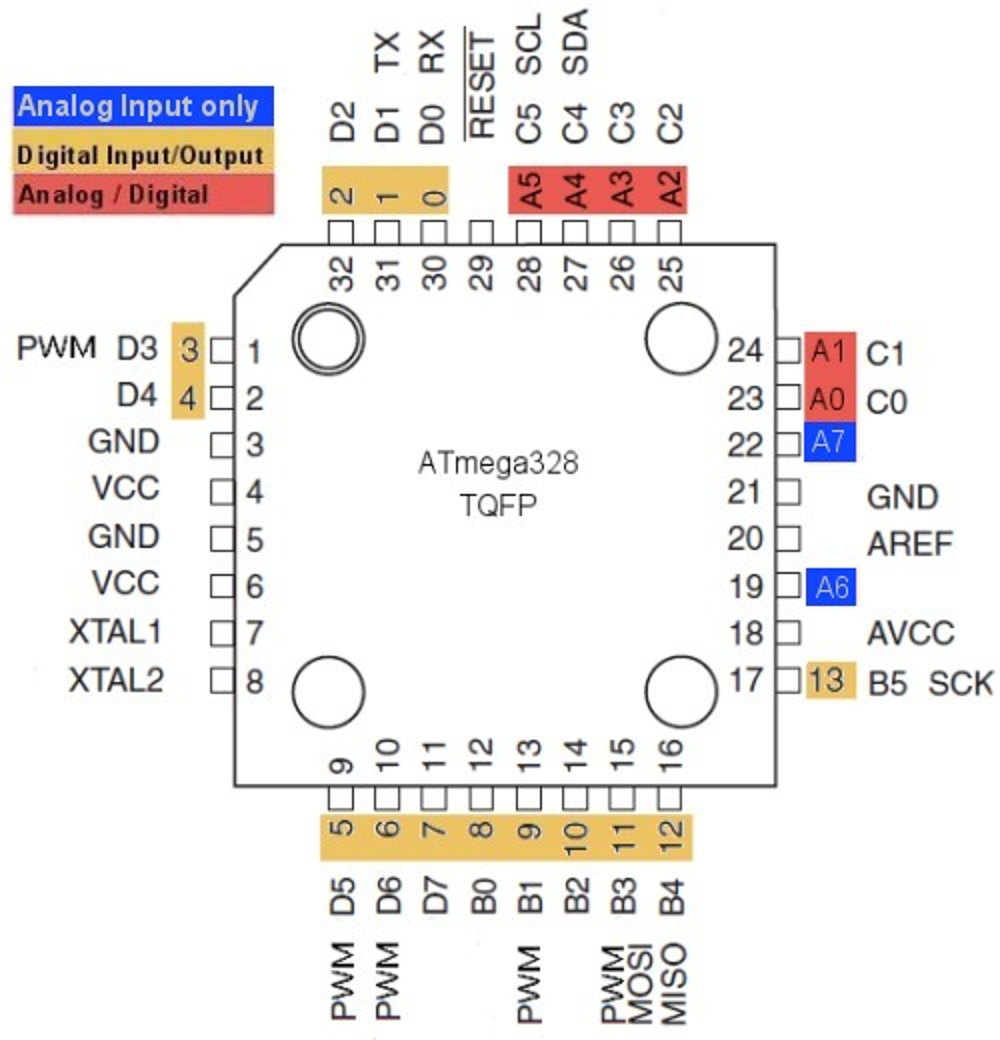 TX RX RESET SCL SDA
D2 D1 D0 C5 C4 C3 C2
Analog Input only
Digital Input/Output
Analog / Digital
2 1 0 A5 A4 A3 A2
32 31 30 29 28 27 26 25
PWM D3 3 1
D4 4 2
GND 3
VCC 4
GND 5
VCC 6
XTAL1 7
XTAL2 8
ATmega328
TQFP
24 A1 C1
23 A0 C0
22 A7
21 GND
20 AREF
19 A6
18 AVCC
17 13 B5 SCK
9 10 11 12 13 14 15 16
5 6 7 8 9 10 11 12
D5 D6 D7 B0 B1 B2 B3 B4
PWM PWM PWM PWM MOSI MISO